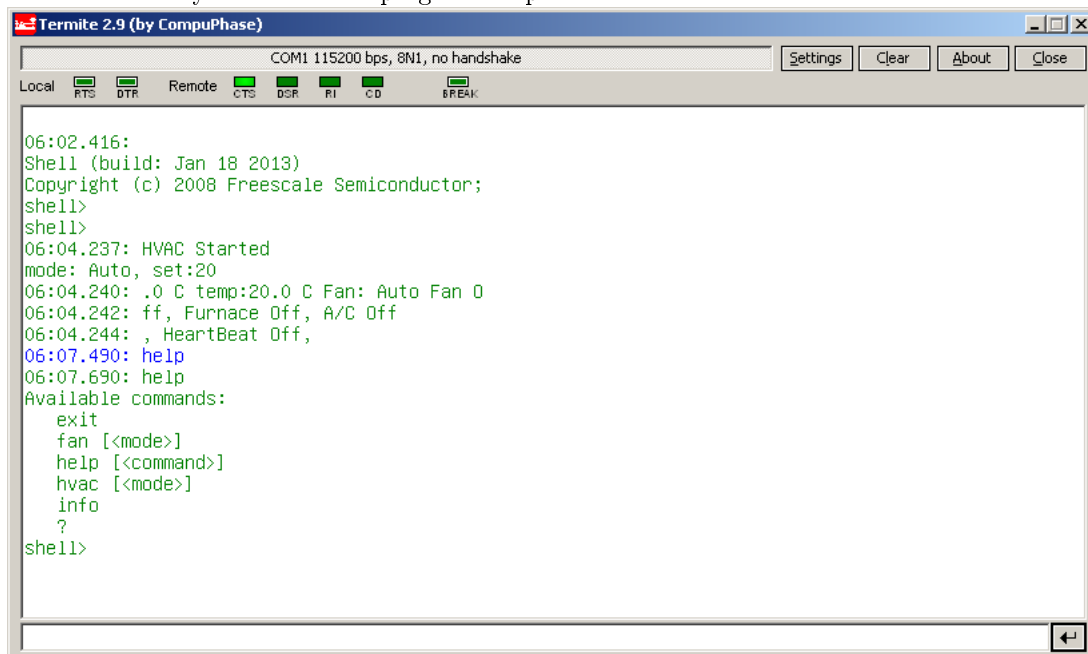 Termite 2.9 (by CompuPhase)
COM1 115200 bps, 8N1, no handshake
Settings
Clear
About
Close
Local
RTS
DTR
Remote
CTS
DSR
RI
CD
BREAK
06:02.416:
Shell (build: Jan 18 2013)
Copyright (c) 2008 Freescale Semiconductor;
shell>
shell>
06:04.237: HVAC Started
mode: Auto, set:20
06:04.240: .0 C temp:20.0 C Fan: Auto Fan O
06:04.242: ff, Furnace Off, A/C Off
06:04.244: , HeartBeat Off,
06:07.490: help
06:07.690: help
Available commands:
   exit
   fan [<mode>]
   help [<command>]
   hvac [<mode>]
   info
   ?
shell>